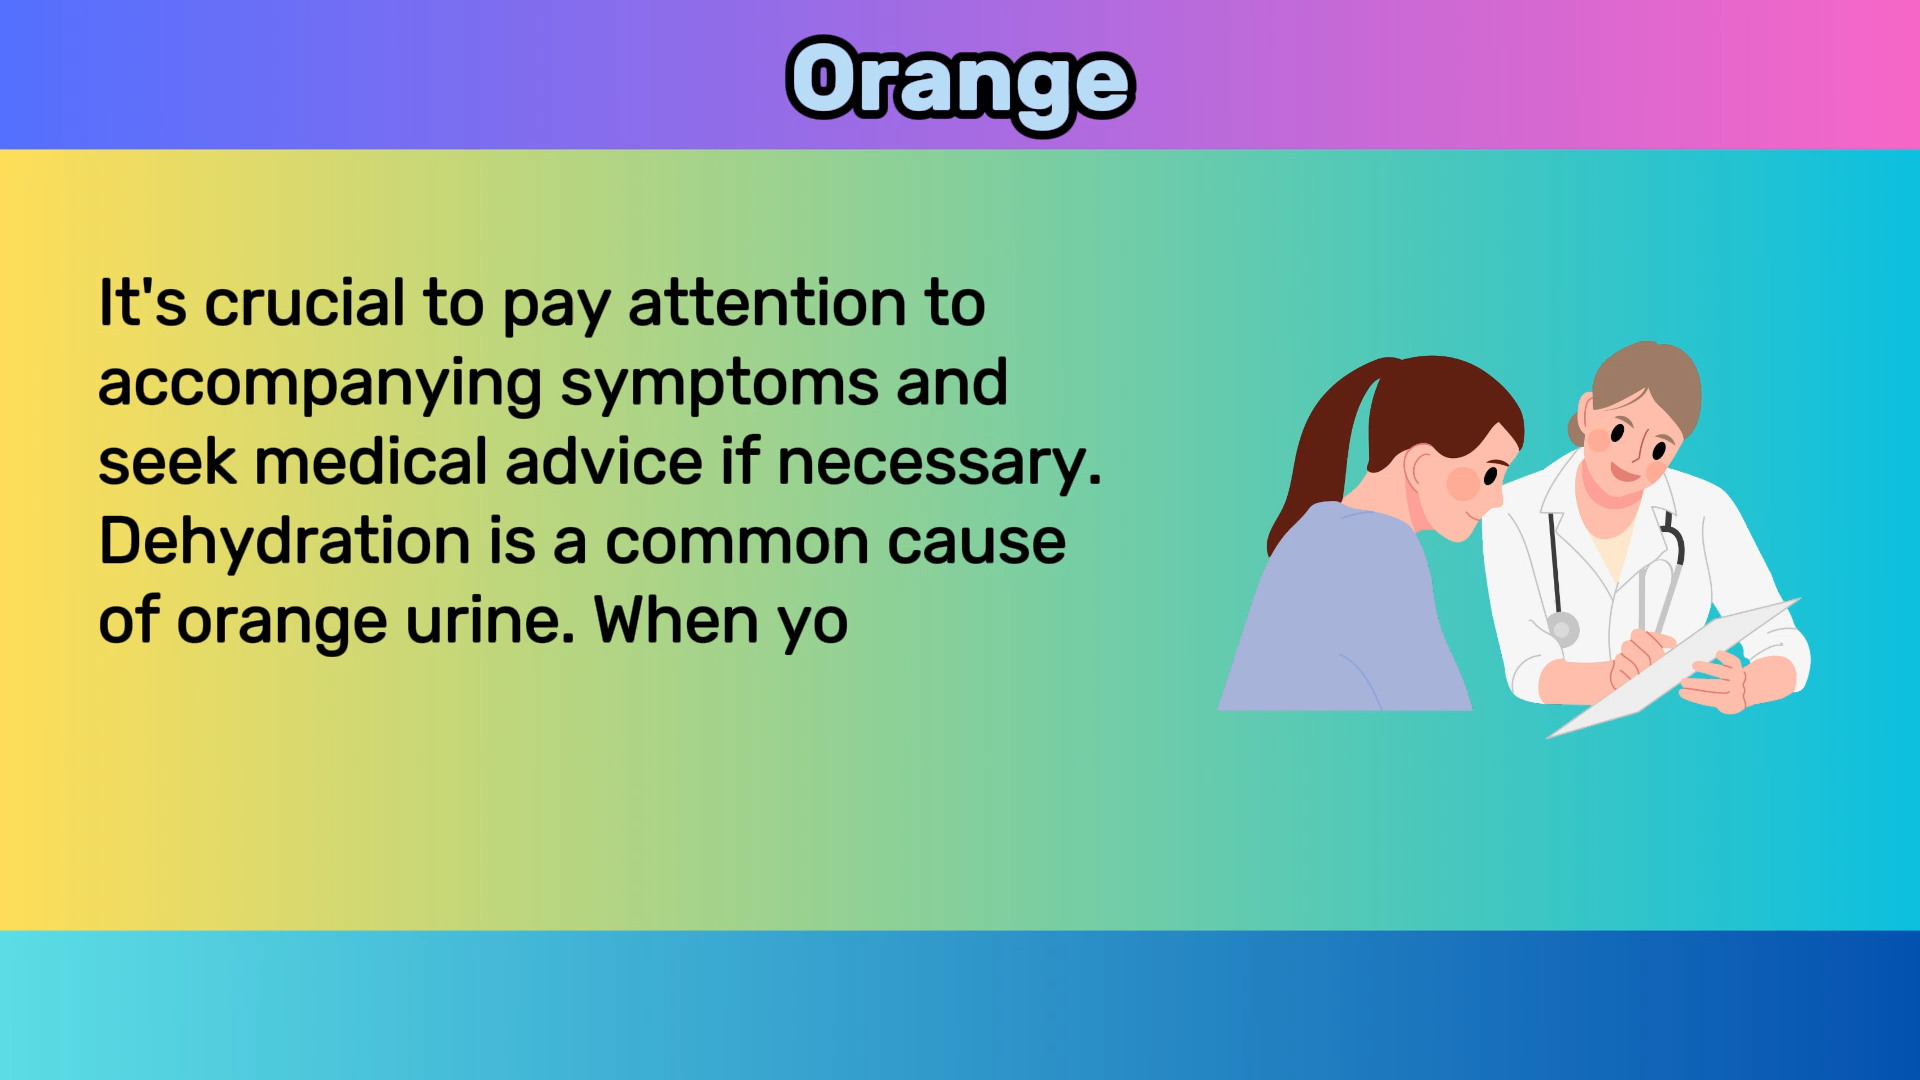 Orange
It's crucial to pay attention to
accompanying symptoms and
seek medical advice if necessary.
Dehydration is a common cause
of orange urine. When yo